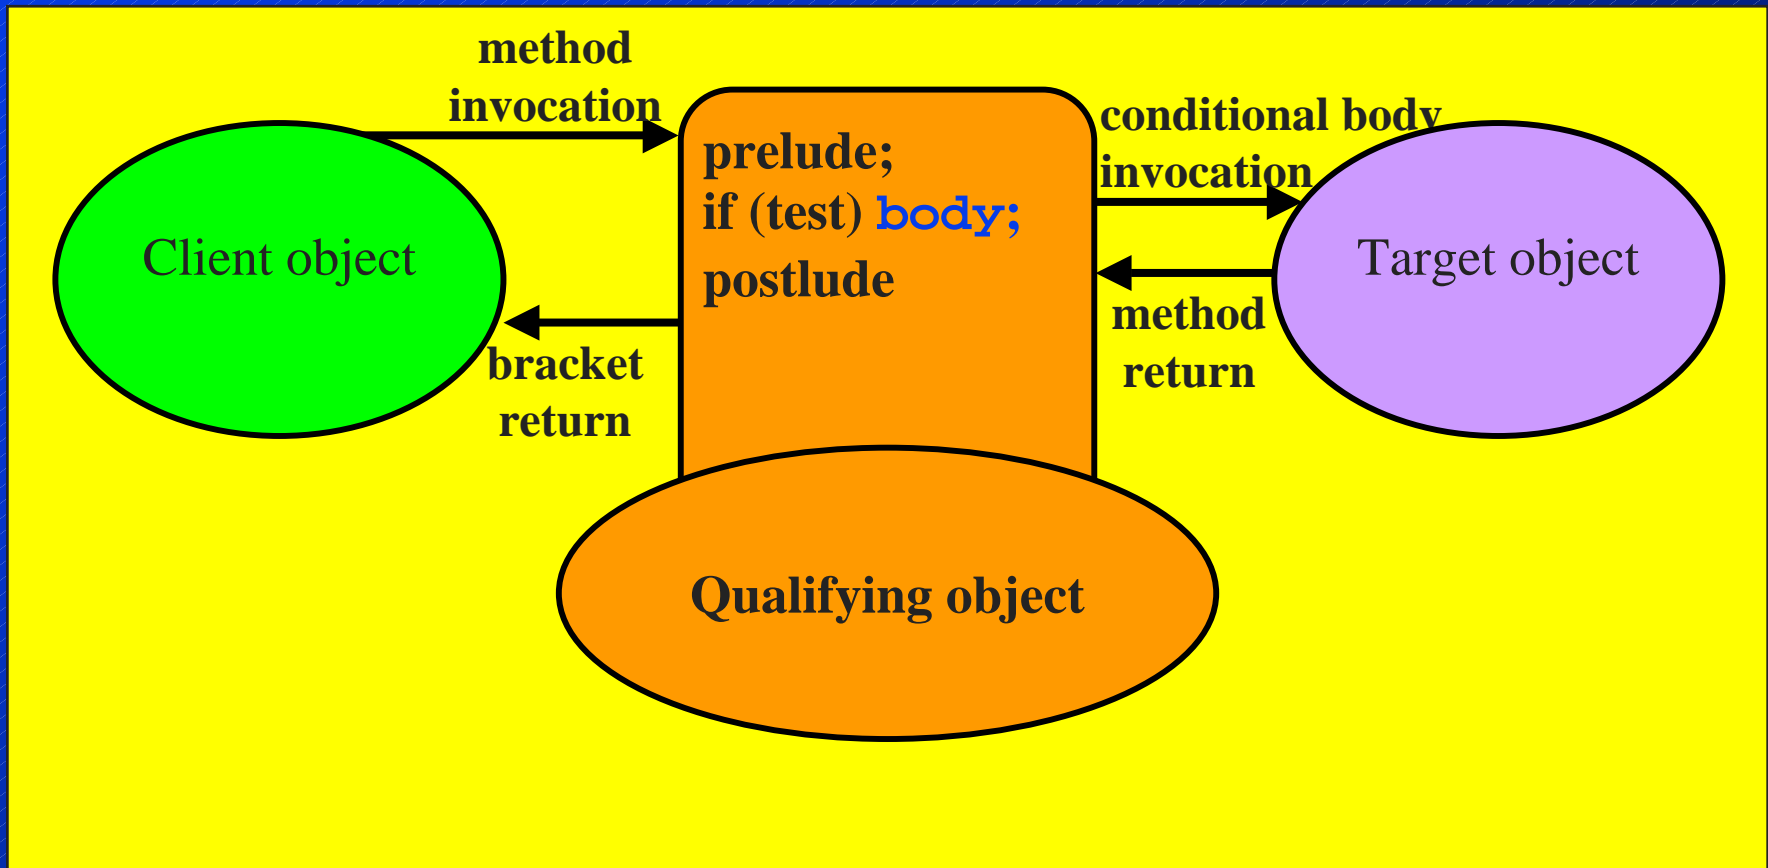 method
invocation
conditional body
invocation
prelude;
if (test) body;
postlude
Client object
Target object
method
return
bracket
return
Qualifying object